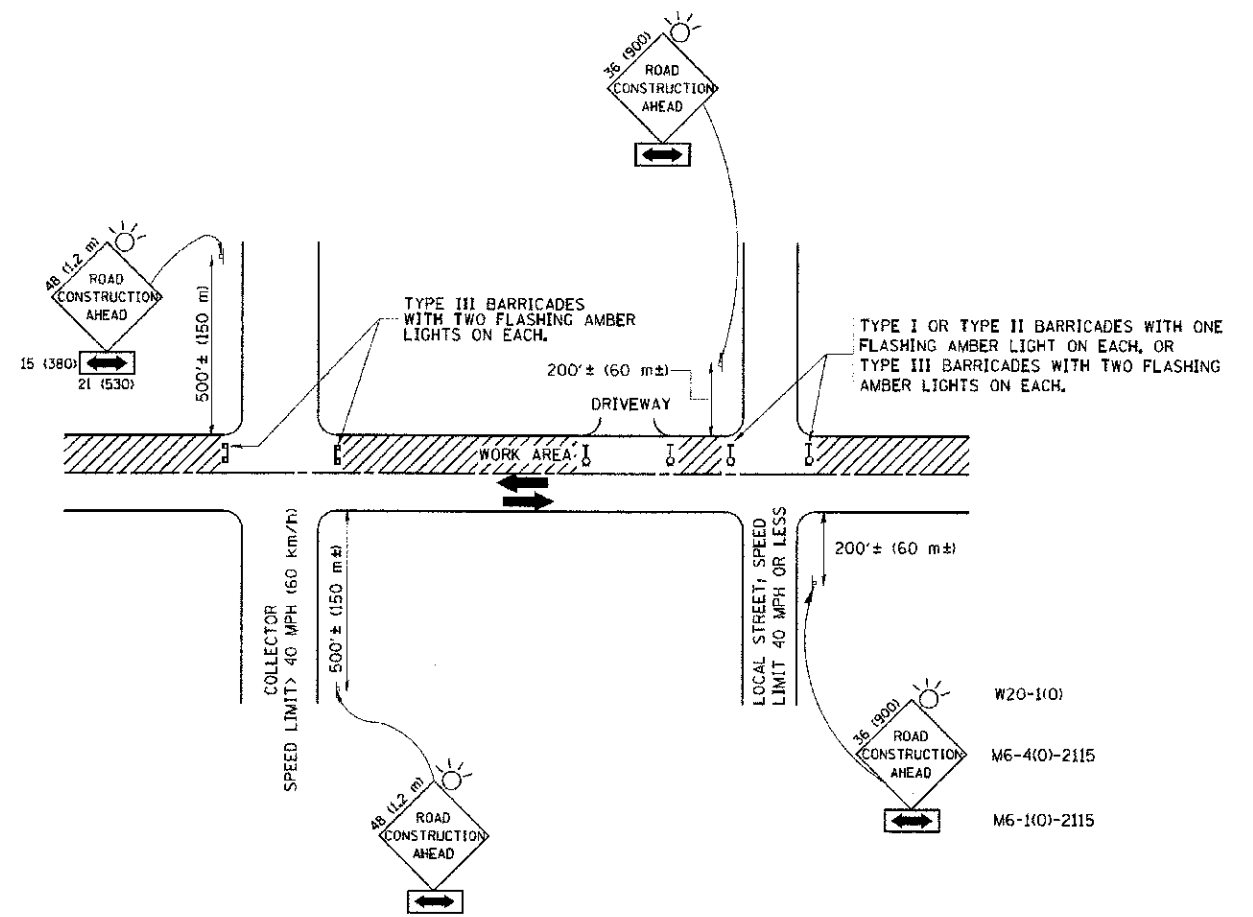 36 (900)
ROAD
CONSTRUCTION
AHEAD
48 (1.2 m)
ROAD
CONSTRUCTION
AHEAD
15 (380)
21 (530)
500'± (150 m)
TYPE III BARRICADES
WITH TWO FLASHING AMBER
LIGHTS ON EACH.
200'± (60 m±)
DRIVEWAY
TYPE I OR TYPE II BARRICADES WITH ONE
FLASHING AMBER LIGHT ON EACH, OR
TYPE III BARRICADES WITH TWO FLASHING
AMBER LIGHTS ON EACH.
WORK AREA
COLLECTOR
SPEED LIMIT> 40 MPH (60 km/h)
500'± (150 m±)
LOCAL STREET; SPEED
LIMIT 40 MPH OR LESS
200'± (60 m±)
36 (900)
ROAD
CONSTRUCTION
AHEAD
W20-1(O)
M6-4(O)-2115
M6-1(O)-2115
48 (1.2 m)
ROAD
CONSTRUCTION
AHEAD